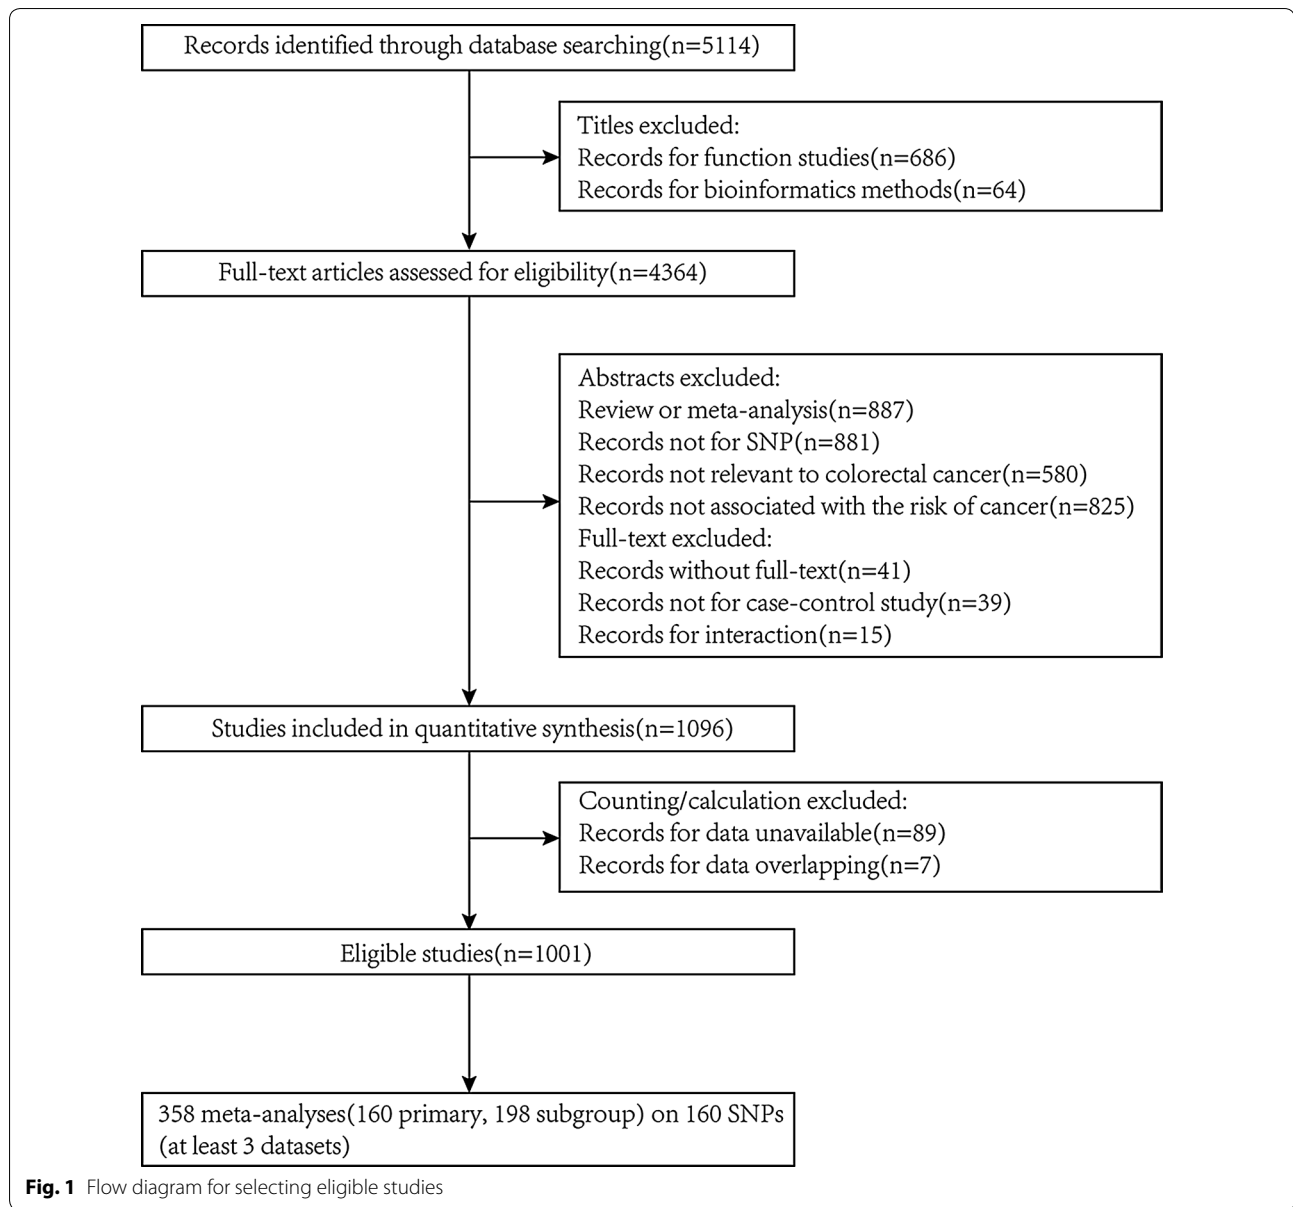 Records identified through database searching(n=5114)
Titles excluded:
Records for function studies(n=686)
Records for bioinformatics methods(n=64)
Full-text articles assessed for eligibility(n=4364)
Abstracts excluded:
Review or meta-analysis(n=887)
Records not for SNP(n=881)
Records not relevant to colorectal cancer(n=580)
Records not associated with the risk of cancer(n=825)
Full-text excluded:
Records without full-text(n=41)
Records not for case-control study(n=39)
Records for interaction(n=15)
Studies included in quantitative synthesis(n=1096)
Counting/calculation excluded:
Records for data unavailable(n=89)
Records for data overlapping(n=7)
Eligible studies(n=1001)
358 meta-analyses(160 primary, 198 subgroup) on 160 SNPs
(at least 3 datasets)
Fig. 1 Flow diagram for selecting eligible studies